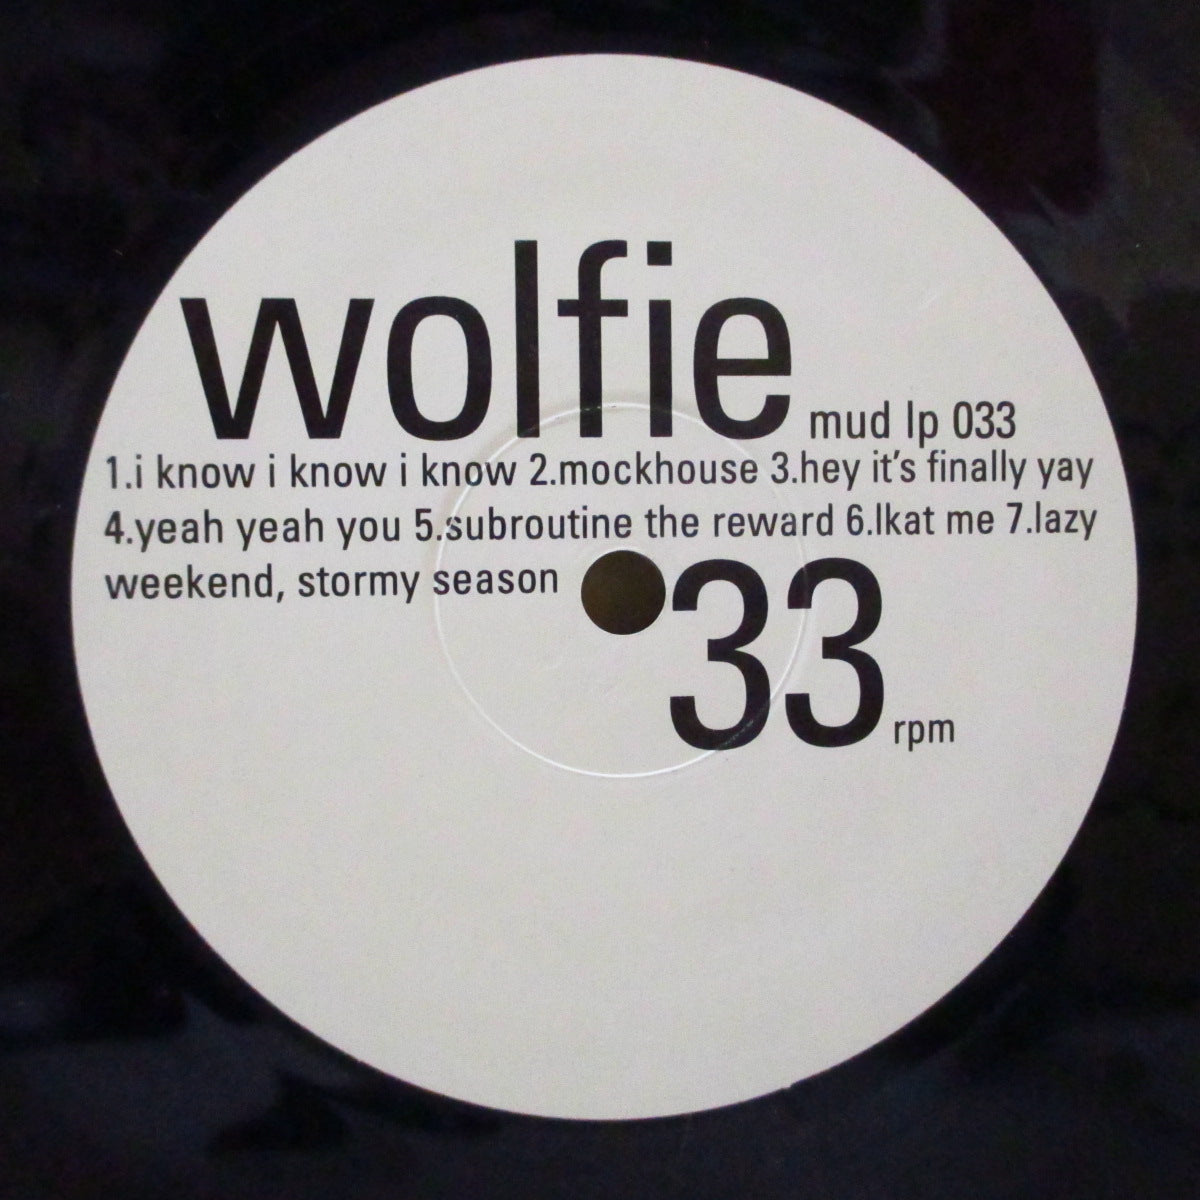 wolfie mud lp 033
1.i know i know i know 2.mockhouse 3.hey it's finally yay
4.yeah yeah you 5.subroutine the reward 6.lkat me 7.lazy
weekend, stormy season
33 rpm